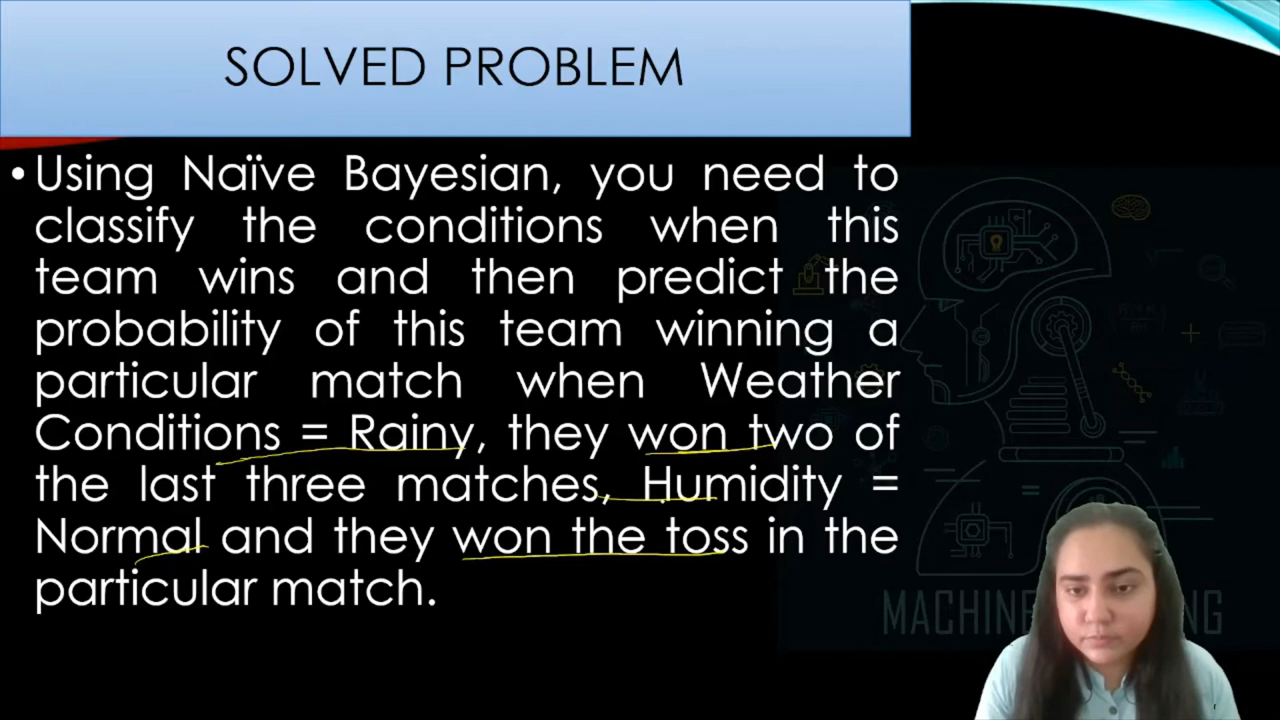 SOLVED PROBLEM
•Using Naïve Bayesian, you need to
classify the conditions when this
team wins and then predict the
probability of this team winning a
particular match when Weather
Conditions = Rainy, they won two of
the last three matches, Humidity =
Normal and they won the toss in the
particular match.